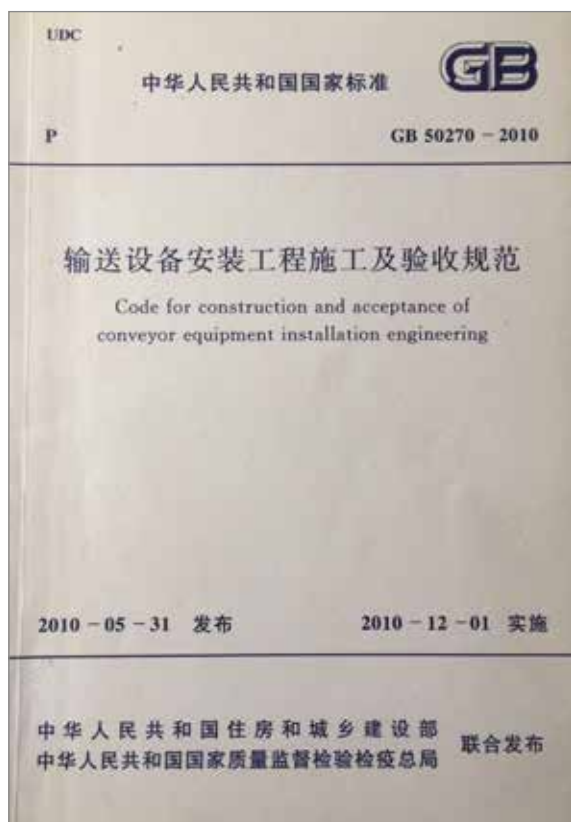 UDC
GB
中华人民共和国国家标准
P
GB 50270－2010
输送设备安装工程施工及验收规范
Code for construction and acceptance of
conveyor equipment installation engineering
2010－05－31 发布
2010－12－01 实施
中华人民共和国住房和城乡建设部
中华人民共和国国家质量监督检验检疫总局
联合发布